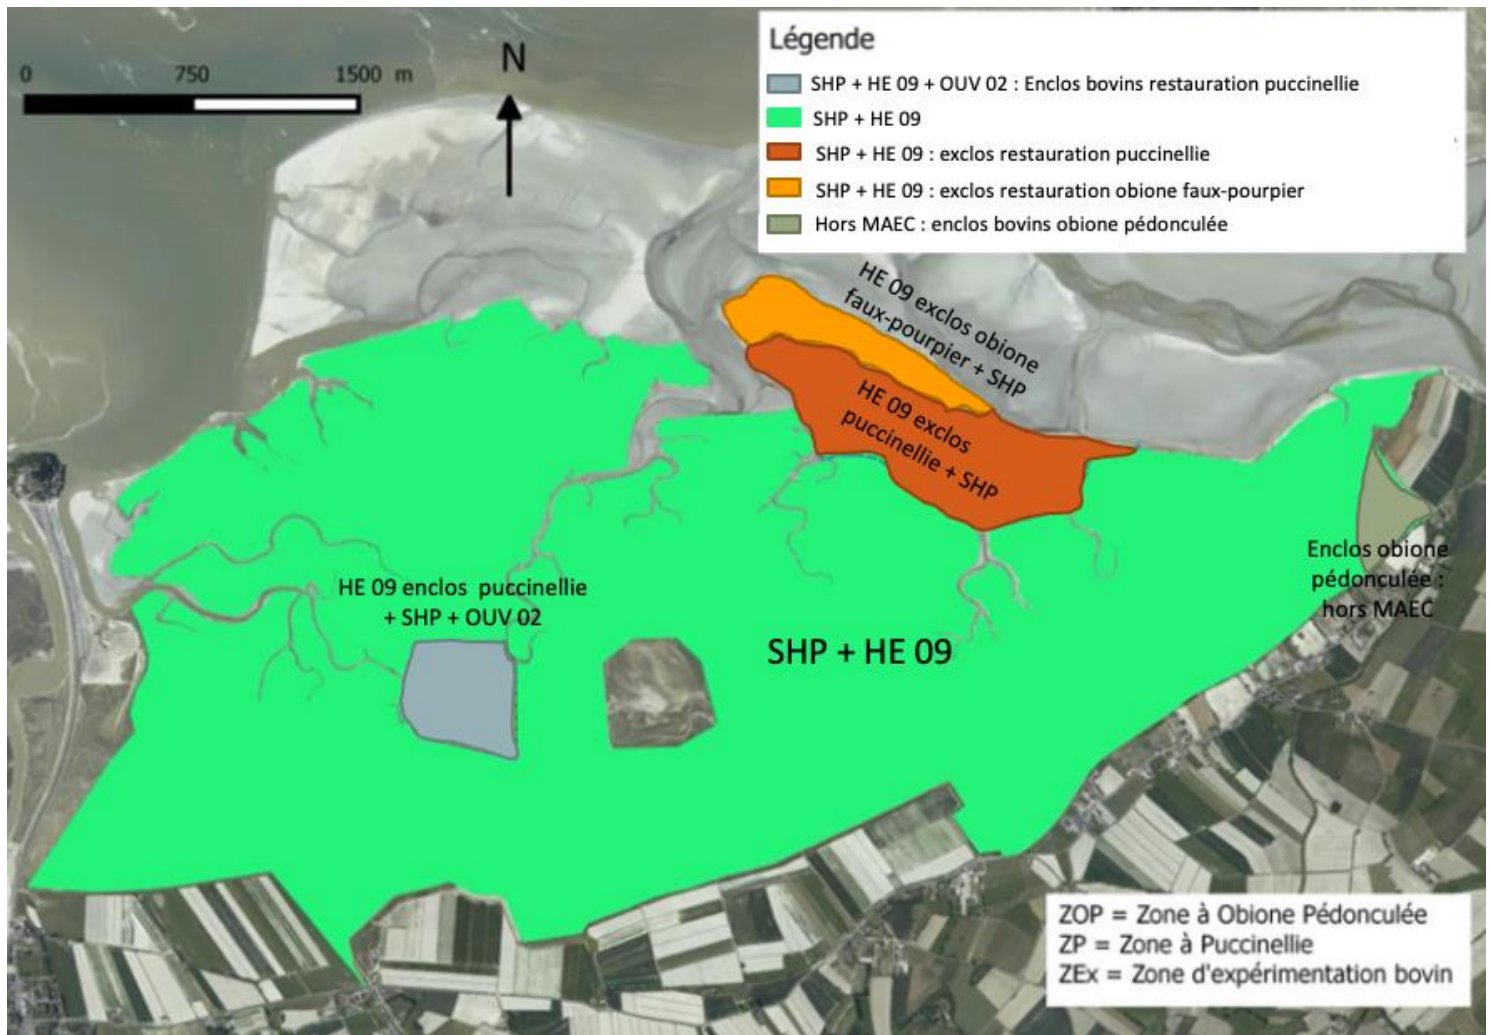 0 750 1500 m
N
Légende
SHP + HE 09 + OUV 02 : Enclos bovins restauration puccinellie
SHP + HE 09
SHP + HE 09 : exclos restauration puccinellie
SHP + HE 09 : exclos restauration obione faux-pourpier
Hors MAEC : enclos bovins obione pédonculée
HE 09 exclos obione
faux-pourpier + SHP
HE 09 exclos
puccinellie + SHP
Enclos obione
pédonculée :
hors MAEC
HE 09 enclos puccinellie
+ SHP + OUV 02
SHP + HE 09
ZOP = Zone à Obione Pédonculée
ZP = Zone à Puccinellie
ZEx = Zone d'expérimentation bovin